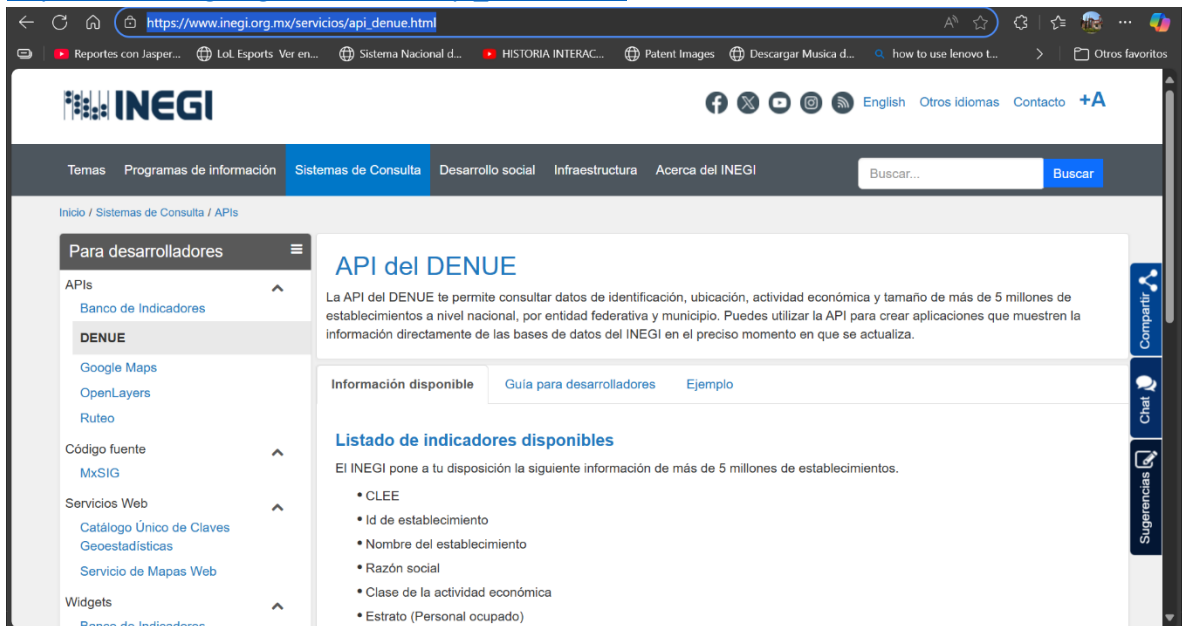 https://www.inegi.org.mx/servicios/api_denue.html
Reportes con Jasper...
LoL Esports Ver en...
Sistema Nacional d...
HISTORIA INTERAC...
Patent Images
Descargar Musica d...
how to use lenovo t...
Otros favoritos
INEGI
English Otros idiomas Contacto +A
Temas Programas de información Sistemas de Consulta Desarrollo social Infraestructura Acerca del INEGI
Buscar... Buscar
Inicio / Sistemas de Consulta / APIs
Para desarrolladores
APIs
Banco de Indicadores
DENUE
Google Maps
OpenLayers
Ruteo
Código fuente
MxSIG
Servicios Web
Catálogo Único de Claves
Geoestadísticas
Servicio de Mapas Web
Widgets
Banco de Indicadores
API del DENUE
La API del DENUE te permite consultar datos de identificación, ubicación, actividad económica y tamaño de más de 5 millones de
establecimientos a nivel nacional, por entidad federativa y municipio. Puedes utilizar la API para crear aplicaciones que muestren la
información directamente de las bases de datos del INEGI en el preciso momento en que se actualiza.
Información disponible Guía para desarrolladores Ejemplo
Listado de indicadores disponibles
El INEGI pone a tu disposición la siguiente información de más de 5 millones de establecimientos.
• CLEE
• Id de establecimiento
• Nombre del establecimiento
• Razón social
• Clase de la actividad económica
• Estrato (Personal ocupado)
Compartir
Chat
Sugerencias